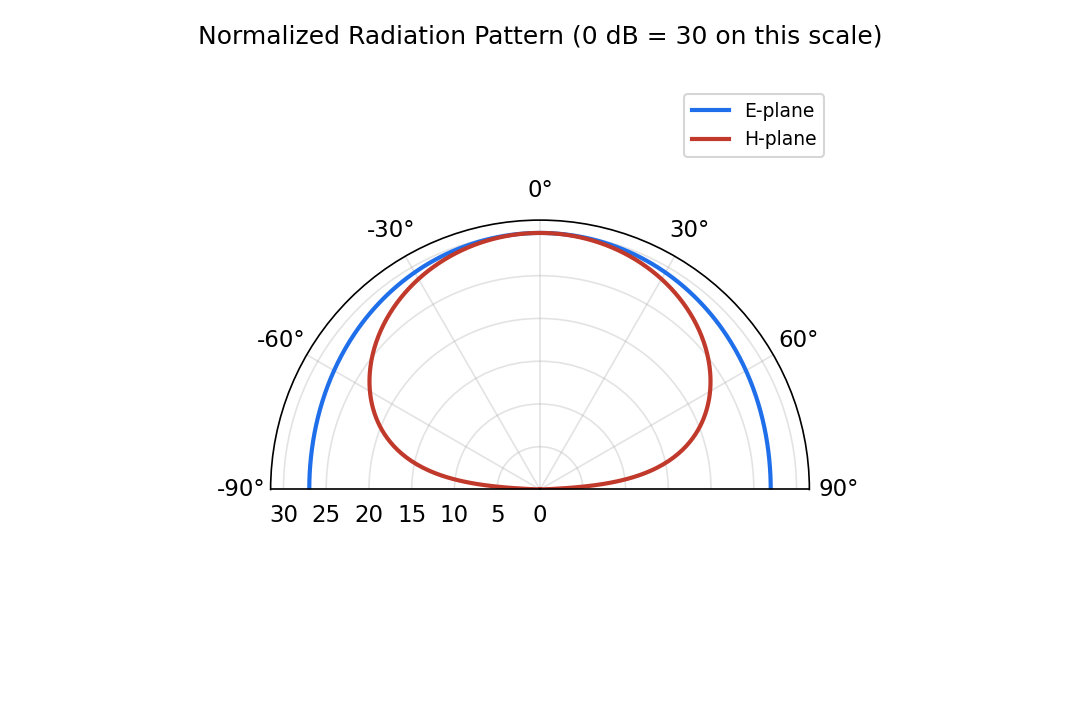 Normalized Radiation Pattern (0 dB = 30 on this scale)
E-plane
H-plane
0°
-30°
30°
-60°
60°
-90°
90°
30 25 20 15 10 5 0